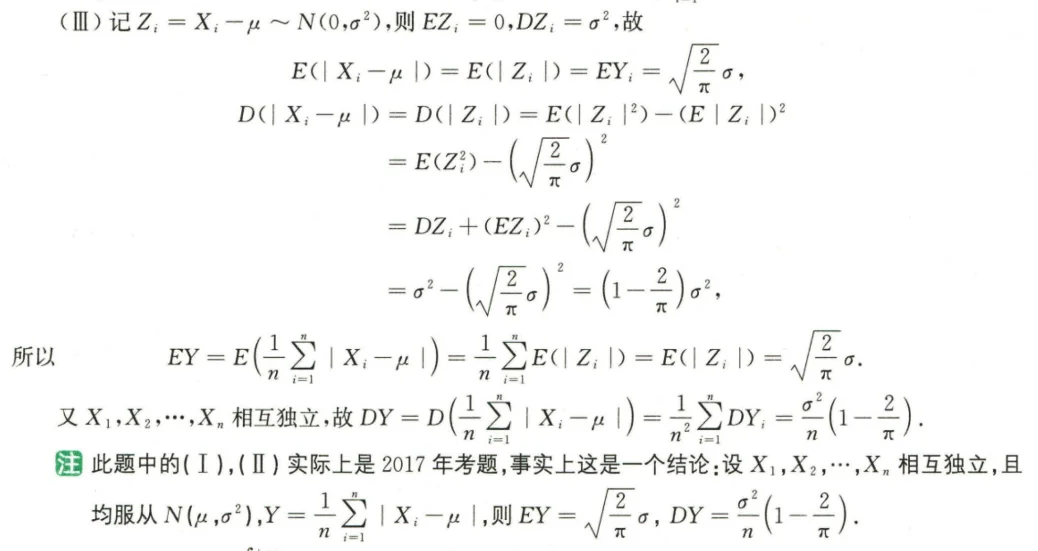 (Ⅲ)记 Z_i = X_i − μ ~ N(0,σ²),则 EZ_i = 0,DZ_i = σ²,故
E(| X_i − μ |) = E(| Z_i |) = EY_i = √(2/π) σ,
D(| X_i − μ |) = D(| Z_i |) = E(| Z_i |²) − (E | Z_i |)²
= E(Z_i²) − (√(2/π) σ)²
= DZ_i + (EZ_i)² − (√(2/π) σ)²
= σ² − (√(2/π) σ)² = (1 − 2/π)σ²,
所以 EY = E(1/n ∑_{i=1}^{n} | X_i − μ |) = 1/n ∑_{i=1}^{n} E(| Z_i |) = E(| Z_i |) = √(2/π) σ.
又 X₁,X₂,⋯,X_n 相互独立,故 DY = D(1/n ∑_{i=1}^{n} | X_i − μ |) = 1/n² ∑_{i=1}^{n} DY_i = σ²/n (1 − 2/π).
注 此题中的(Ⅰ),(Ⅱ)实际上是 2017 年考题,事实上这是一个结论:设 X₁,X₂,⋯,X_n 相互独立,且
均服从 N(μ,σ²),Y = 1/n ∑_{i=1}^{n} | X_i − μ |,则 EY = √(2/π) σ, DY = σ²/n (1 − 2/π).